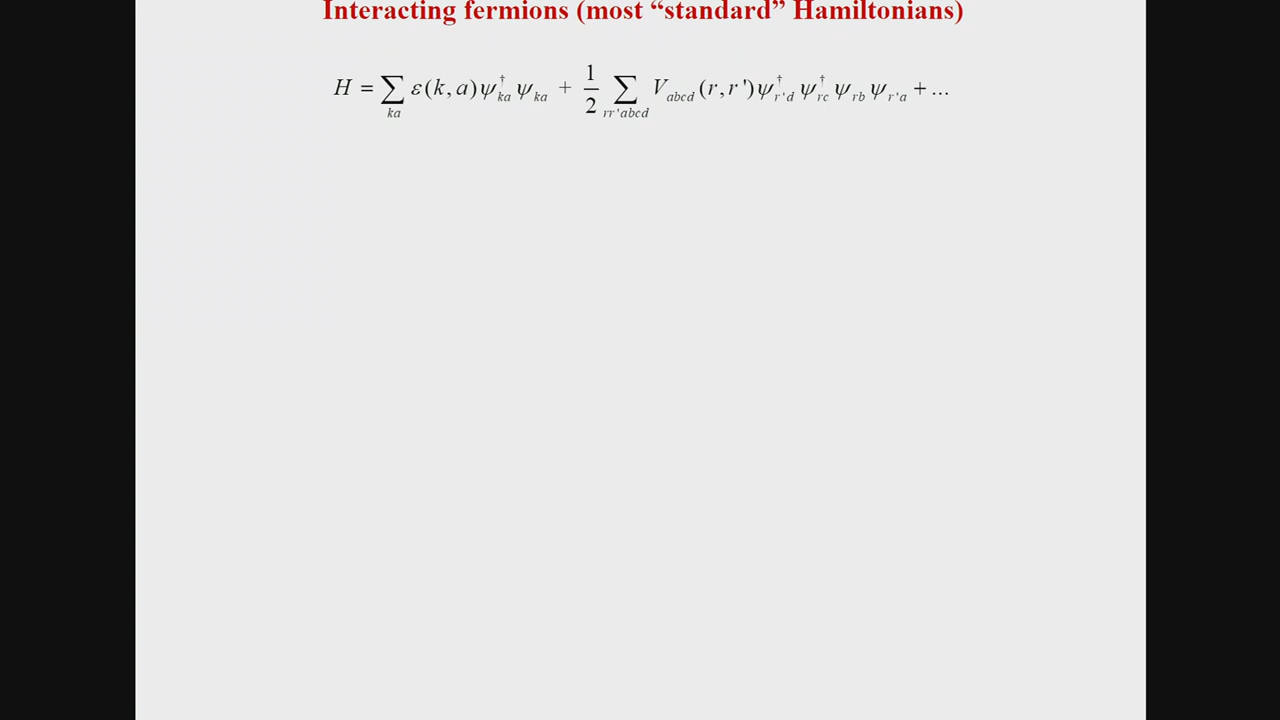 Interacting fermions (most “standard” Hamiltonians)
H = ∑_{ka} ε(k,a)ψ†_{ka} ψ_{ka} + 1/2 ∑_{rr'abcd} V_{abcd}(r,r')ψ†_{r'd} ψ†_{rc} ψ_{rb} ψ_{r'a} + ...